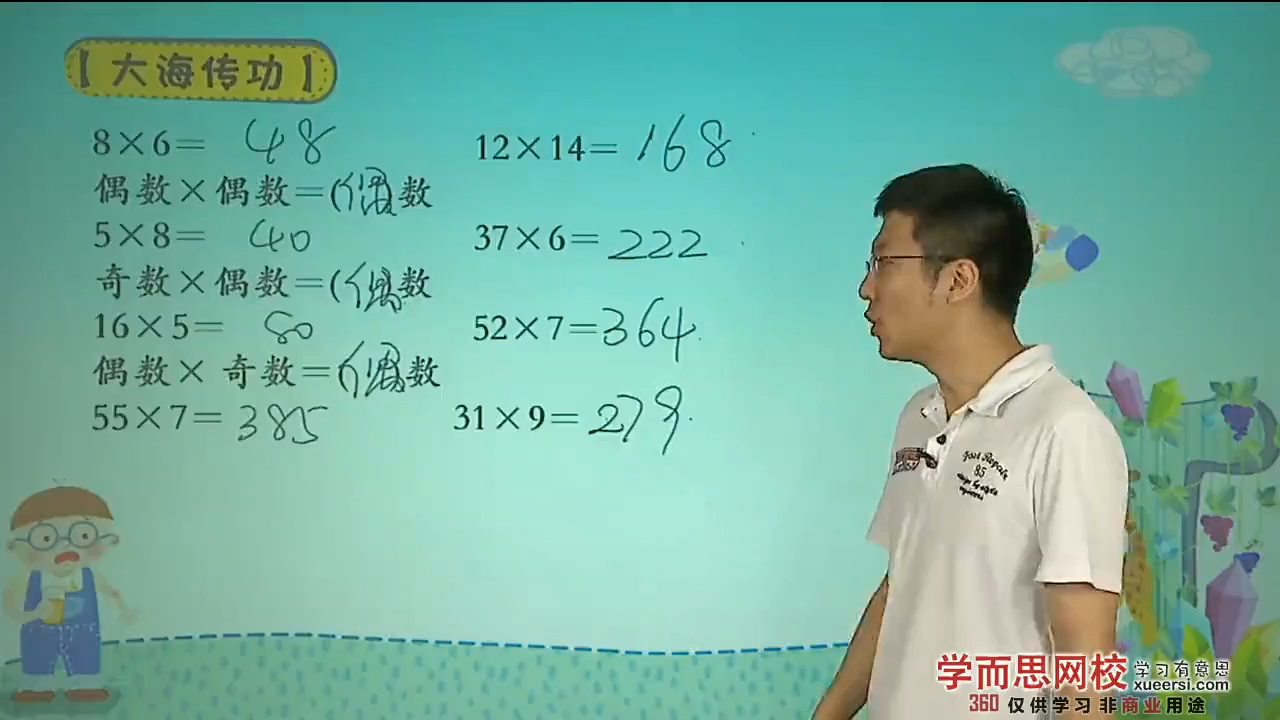 【大海传功】
8×6= 48
12×14= 168
偶数×偶数=(偶数
5×8= 40
37×6= 222
奇数×偶数=(偶数
16×5= 80
52×7= 364
偶数× 奇数=(偶数
55×7= 385
31×9= 279
85
学而思网校 学习有意思
xueersi.com
360 仅供学习 非商业用途